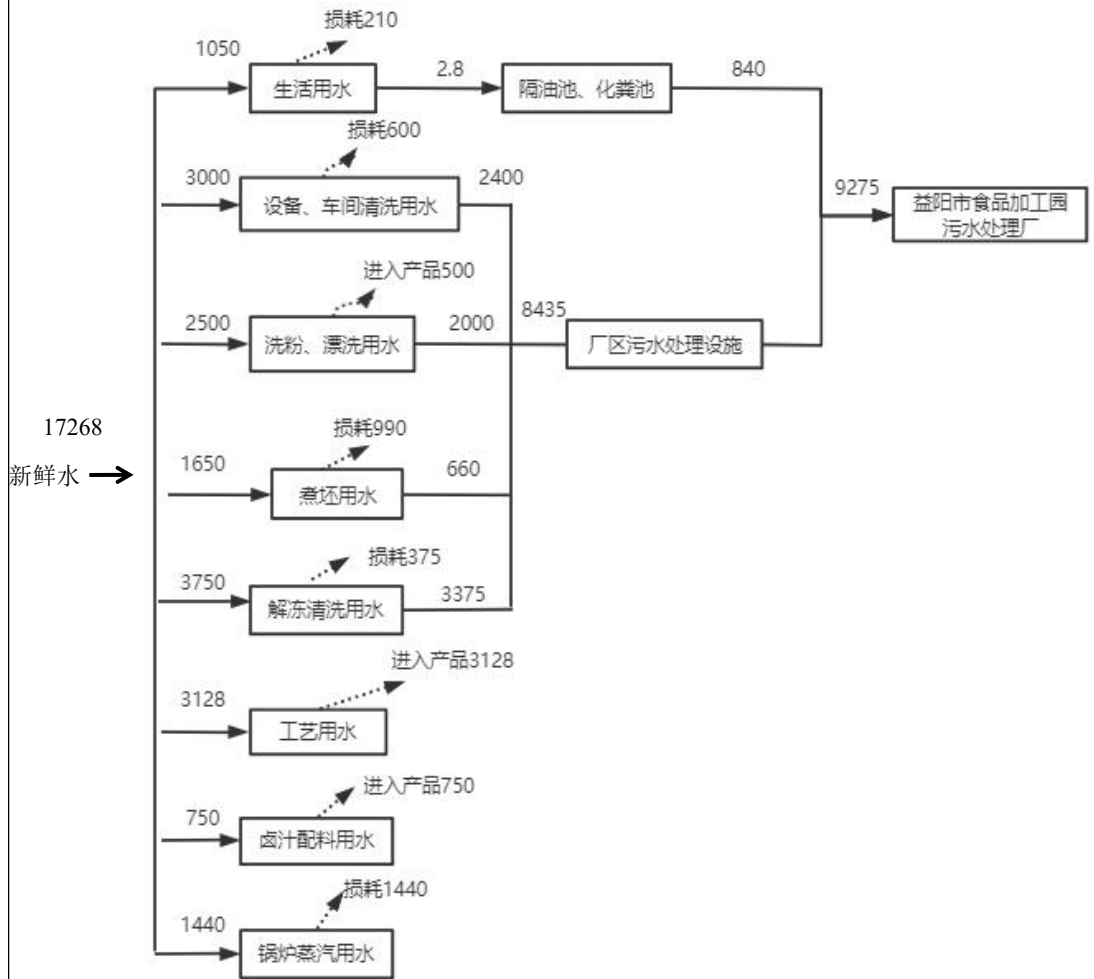 损耗210
1050
生活用水
2.8
隔油池、化粪池
840
损耗600
3000
设备、车间清洗用水
2400
9275
益阳市食品加工园
污水处理厂
进入产品500
2500
洗粉、漂洗用水
2000
8435
厂区污水处理设施
17268
新鲜水
损耗990
1650
煮坯用水
660
损耗375
3750
解冻清洗用水
3375
进入产品3128
3128
工艺用水
进入产品750
750
卤汁配料用水
损耗1440
1440
锅炉蒸汽用水